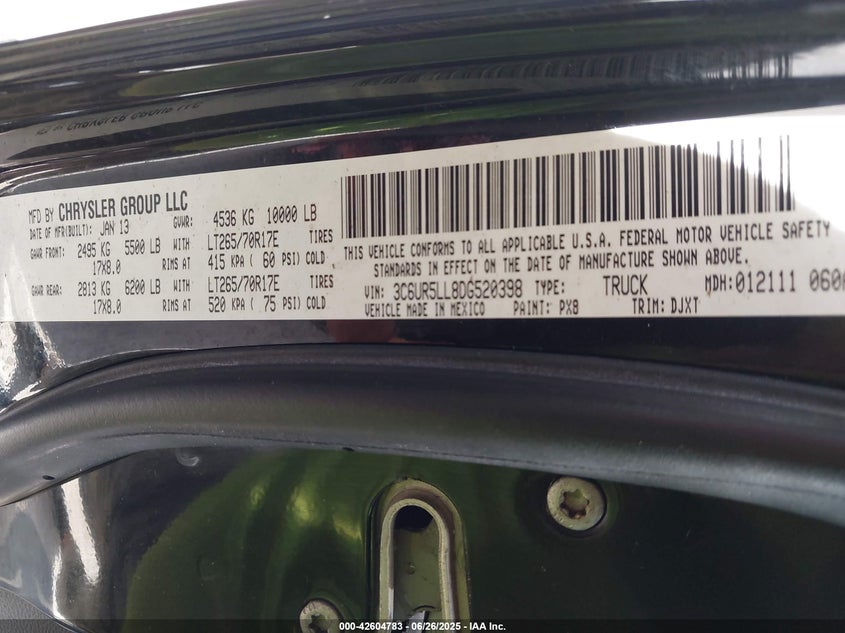 MFD BY CHRYSLER GROUP LLC
DATE OF MFR(BUILT): JAN 13 GVWR: 4536 KG 10000 LB
GAWR FRONT: 2495 KG 5500 LB WITH LT265/70R17E TIRES
17X8.0 RIMS AT 415 KPA ( 60 PSI) COLD
GAWR REAR: 2813 KG 6200 LB WITH LT265/70R17E TIRES
17X8.0 RIMS AT 520 KPA ( 75 PSI) COLD
THIS VEHICLE CONFORMS TO ALL APPLICABLE U.S.A. FEDERAL MOTOR VEHICLE SAFETY
STANDARDS IN EFFECT ON THE DATE OF MANUFACTURE SHOWN ABOVE.
VIN: 3C6UR5LL8DG520398 TYPE: TRUCK MDH: 012111 060
VEHICLE MADE IN MEXICO PAINT: PX8 TRIM: DJXT
000-42604783 - 06/26/2025 - IAA Inc.